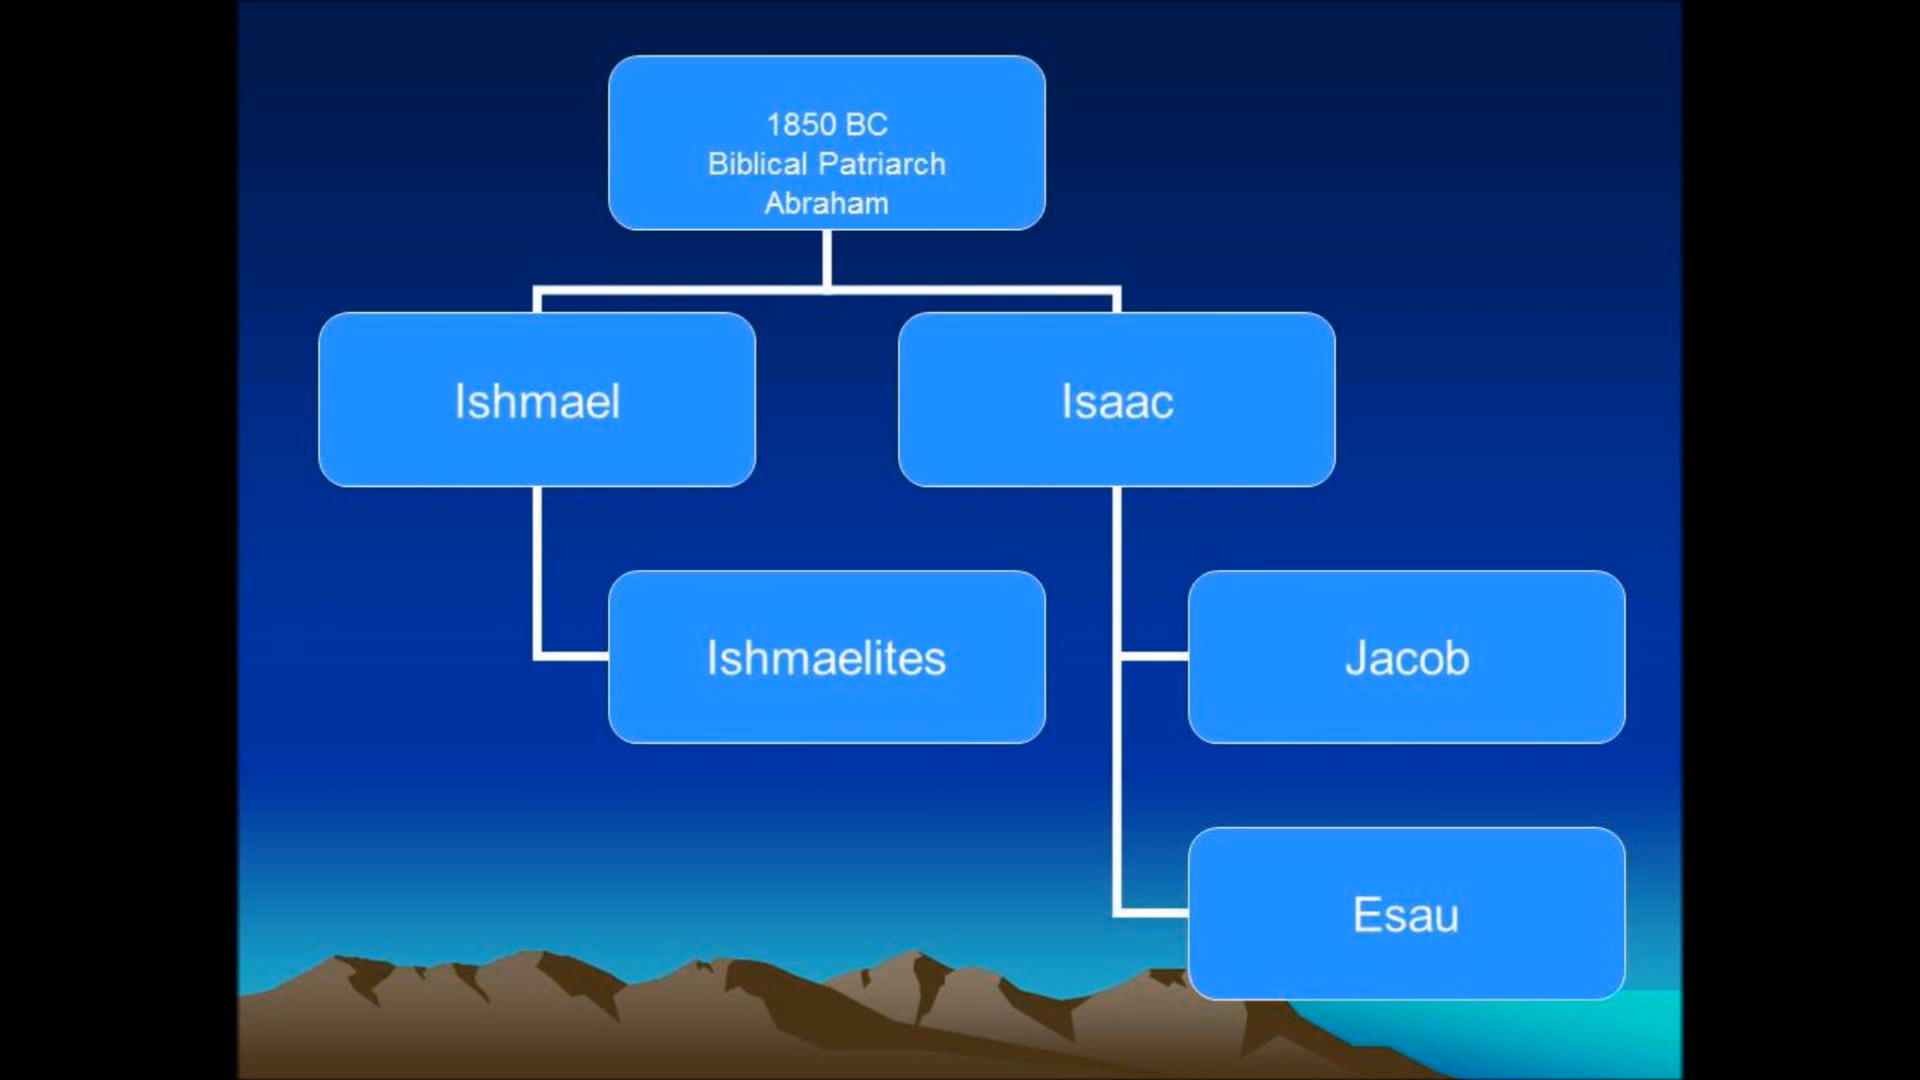 1850 BC
Biblical Patriarch
Abraham
Ishmael
Isaac
Ishmaelites
Jacob
Esau